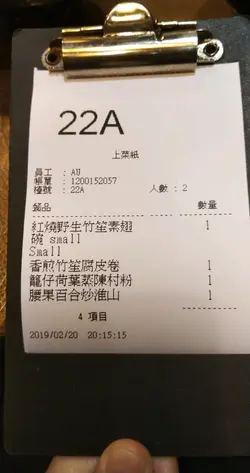 22A
上菜紙
員工 : AU
帳單 : 1200152057
檯號 : 22A 人數 : 2
餐品 數量
紅燒野生竹笙素翅 1
碗 small
Small
香煎竹笙腐皮卷 1
籠仔荷葉蒸陳村粉 1
腰果百合炒淮山 1
4 項目
2019/02/20 20:15:15